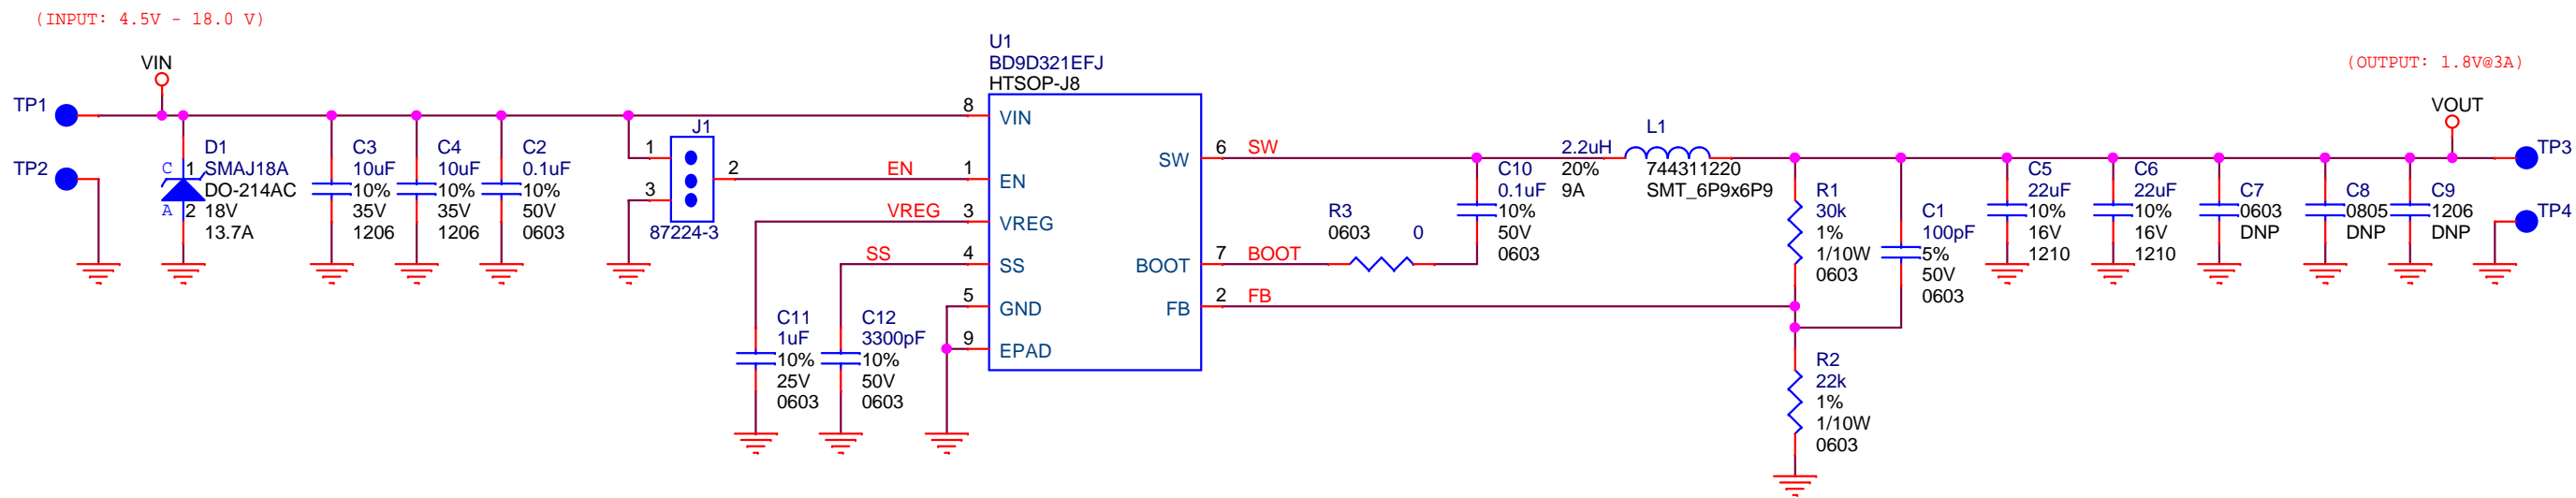 (INPUT: 4.5V - 18.0 V)
VIN
TP1
TP2
C
A
1
2
D1
SMAJ18A
DO-214AC
18V
13.7A
C3
10uF
10%
35V
1206
C4
10uF
10%
35V
1206
C2
0.1uF
10%
50V
0603
J1
1
3
2
87224-3
EN
VREG
SS
C11
1uF
10%
25V
0603
C12
3300pF
10%
50V
0603
U1
BD9D321EFJ
HTSOP-J8
8
VIN
1
EN
3
VREG
4
SS
5
GND
9
EPAD
SW
6
SW
BOOT
7
BOOT
FB
2
FB
R3
0603
0
C10
0.1uF
10%
50V
0603
2.2uH
20%
9A
L1
744311220
SMT_6P9x6P9
R1
30k
1%
1/10W
0603
C1
100pF
5%
50V
0603
R2
22k
1%
1/10W
0603
C5
22uF
10%
16V
1210
C6
22uF
10%
16V
1210
C7
0603
DNP
C8
0805
DNP
C9
1206
DNP
(OUTPUT: 1.8V@3A)
VOUT
TP3
TP4